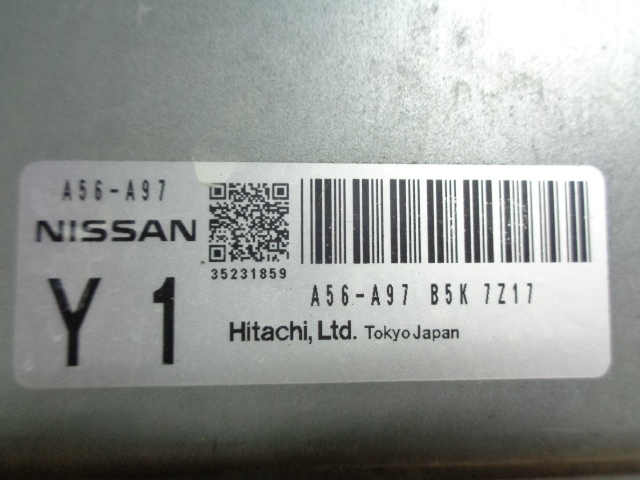 A56-A97
NISSAN
Y 1
35231859
A56-A97 B5K 7Z17
Hitachi, Ltd. Tokyo Japan